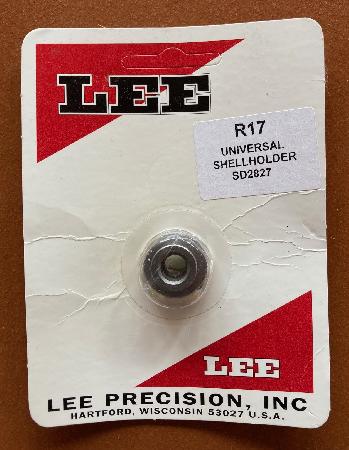 LEE
R17
UNIVERSAL
SHELLHOLDER
SD2827
LEE
LEE PRECISION, INC
HARTFORD, WISCONSIN 53027 U.S.A.